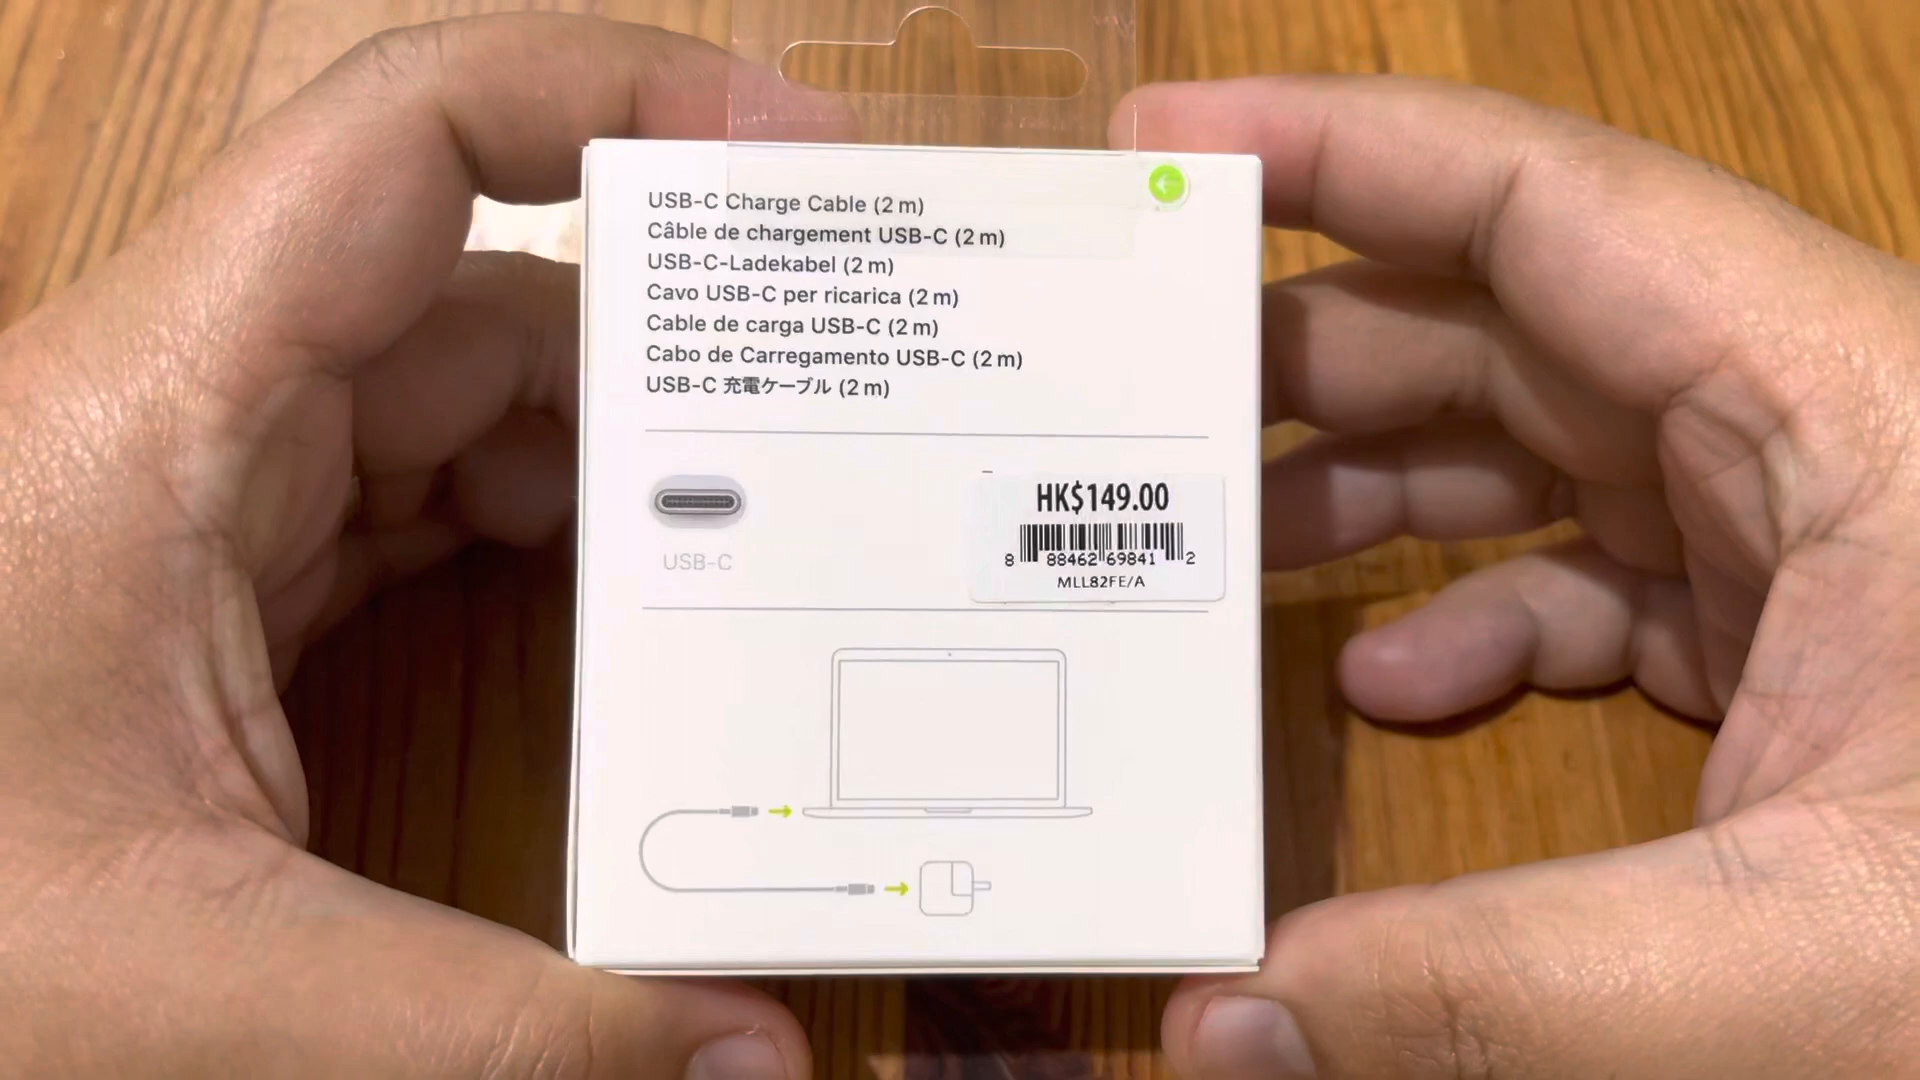 USB-C Charge Cable (2 m)
Câble de chargement USB-C (2 m)
USB-C-Ladekabel (2 m)
Cavo USB-C per ricarica (2 m)
Cable de carga USB-C (2 m)
Cabo de Carregamento USB-C (2 m)
USB-C 充電ケーブル (2 m)
USB-C
HK$149.00
8 88462 69841 2
MLL82FE/A